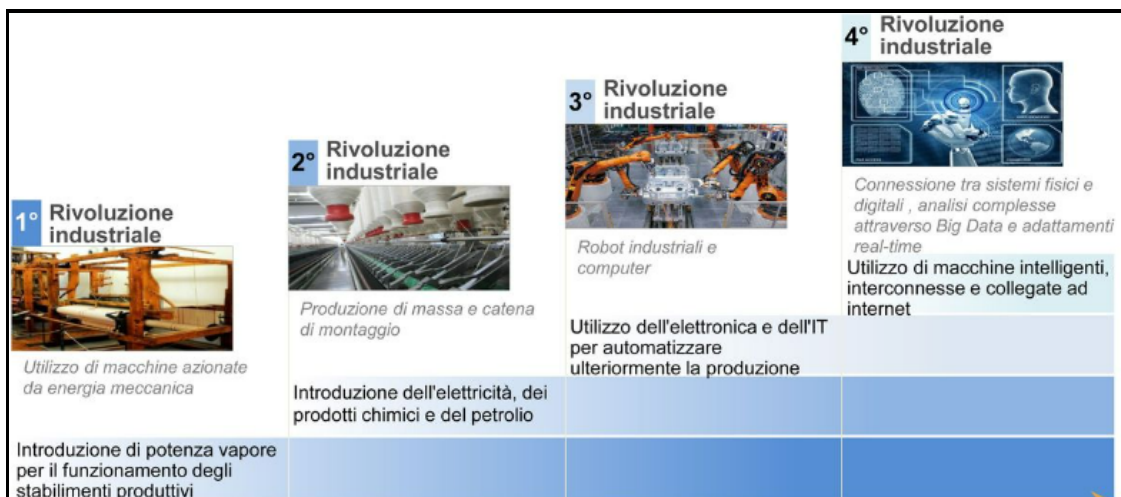 1° Rivoluzione
industriale
Utilizzo di macchine azionate
da energia meccanica
Introduzione di potenza vapore
per il funzionamento degli
stabilimenti produttivi
2° Rivoluzione
industriale
Produzione di massa e catena
di montaggio
Introduzione dell'elettricità, dei
prodotti chimici e del petrolio
3° Rivoluzione
industriale
Robot industriali e
computer
Utilizzo dell'elettronica e dell'IT
per automatizzare
ulteriormente la produzione
4° Rivoluzione
industriale
Connessione tra sistemi fisici e
digitali , analisi complesse
attraverso Big Data e adattamenti
real-time
Utilizzo di macchine intelligenti,
interconnesse e collegate ad
internet